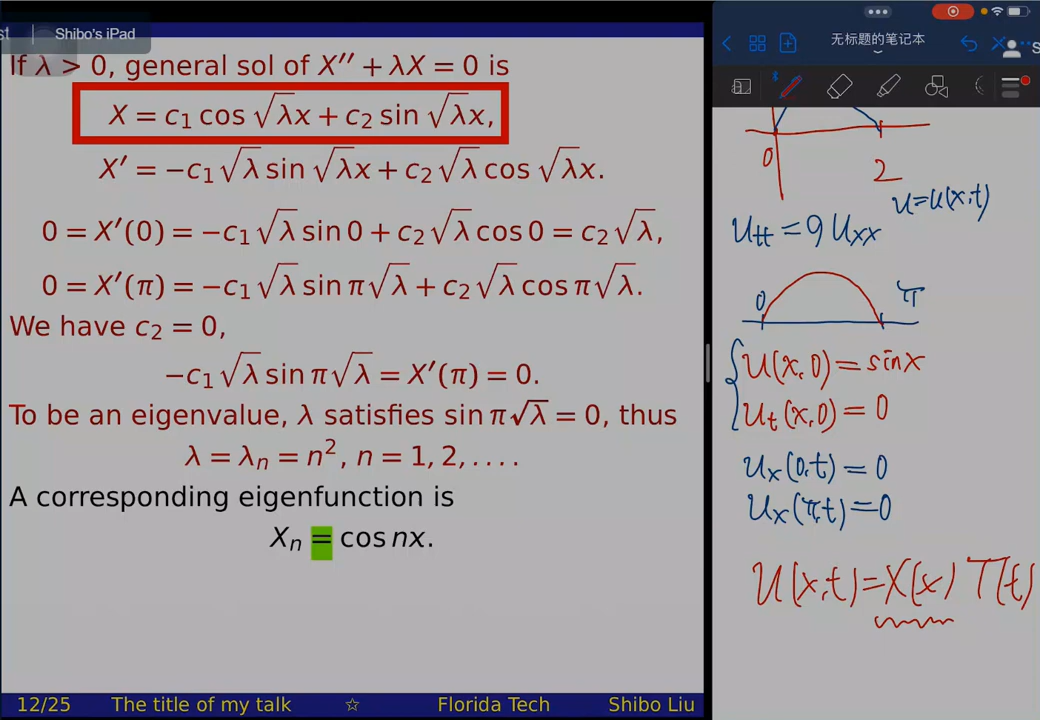 Shibo's iPad
If λ > 0, general sol of X″ + λX = 0 is
X = c₁ cos √λx + c₂ sin √λx,
X′ = −c₁√λ sin √λx + c₂√λ cos √λx.
0 = X′(0) = −c₁√λ sin 0 + c₂√λ cos 0 = c₂√λ,
0 = X′(π) = −c₁√λ sin π√λ + c₂√λ cos π√λ.
We have c₂ = 0,
−c₁√λ sin π√λ = X′(π) = 0.
To be an eigenvalue, λ satisfies sin π√λ = 0, thus
λ = λₙ = n², n = 1, 2, . . . .
A corresponding eigenfunction is
Xₙ = cos nx.
12/25 The title of my talk ☆ Florida Tech Shibo Liu
无标题的笔记本
0
2
u=u(x,t)
utt = 9 uxx
0
π
u(x,0) = sinx
ut(x,0) = 0
ux(0,t) = 0
ux(π,t) = 0
u(x,t) = X(x) T(t)